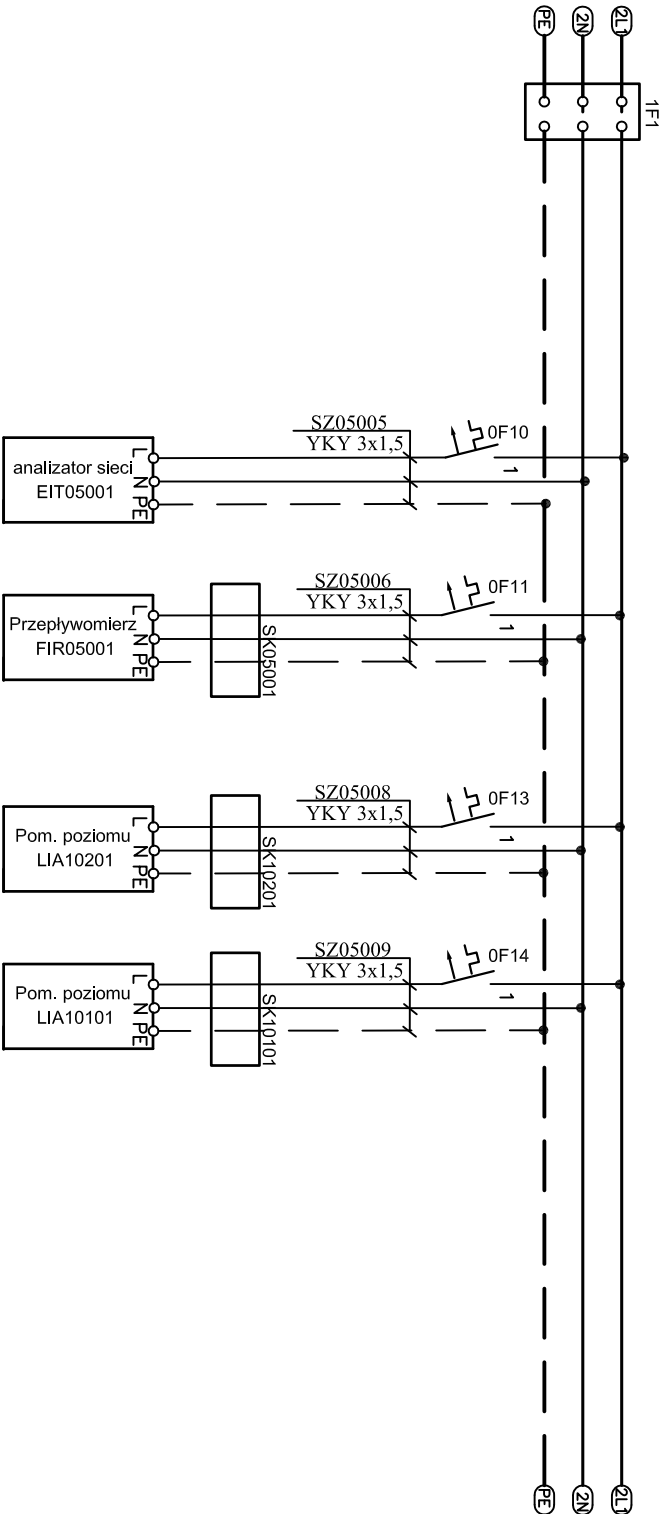 PE
2N
2L1
1F1
SZ05005
YKY 3x1,5
0F10
1
analizator sieci
EIT05001
L
N
PE
SZ05006
YKY 3x1,5
0F11
1
Przepływomierz
FIR05001
L
N
PE
SK05001
SZ05008
YKY 3x1,5
0F13
1
Pom. poziomu
LIA10201
L
N
PE
SK10201
SZ05009
YKY 3x1,5
0F14
1
Pom. poziomu
LIA10101
L
N
PE
SK10101
PE
2N
2L1